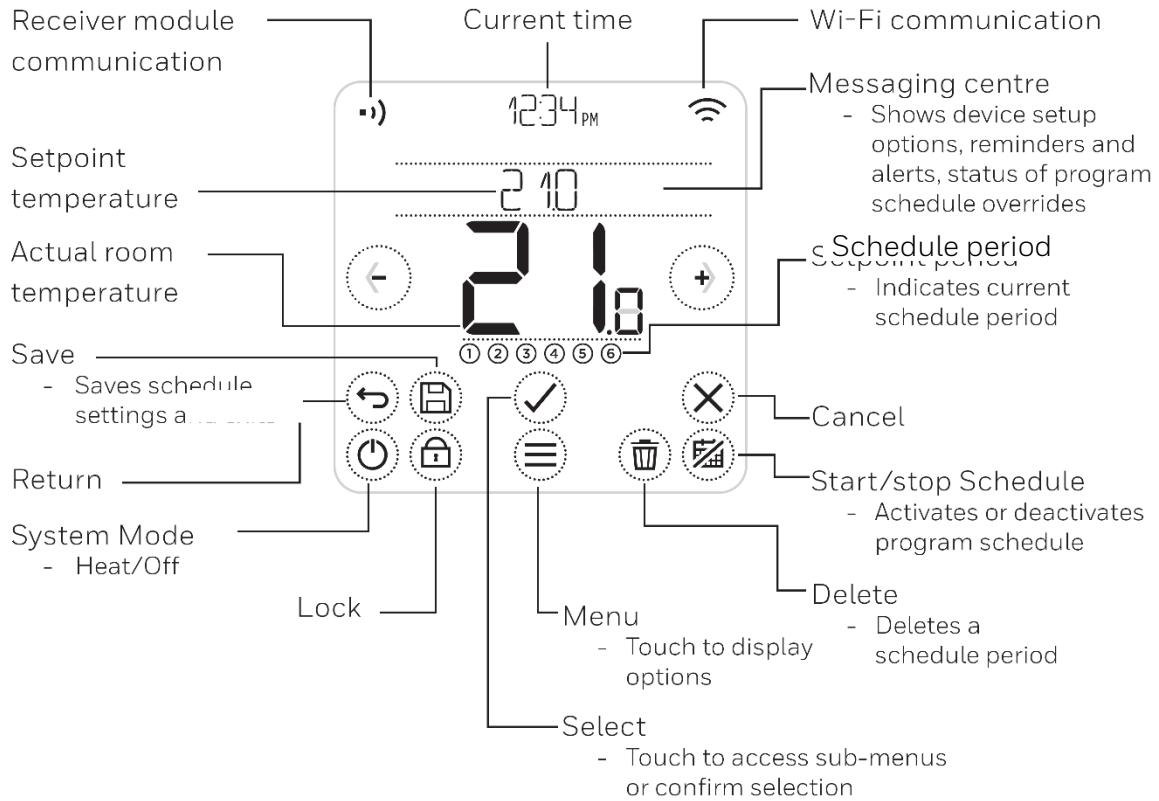 Receiver module
communication
Current time
Wi-Fi communication
12:34 PM
Messaging centre
- Shows device setup
options, reminders and
alerts, status of program
schedule overrides
Setpoint
temperature
21.0
Actual room
temperature
21.8
Schedule period
- Indicates current
schedule period
1 2 3 4 5 6
Save
- Saves schedule
settings
Return
System Mode
- Heat/Off
Lock
Cancel
Start/stop Schedule
- Activates or deactivates
program schedule
Delete
- Deletes a
schedule period
Menu
- Touch to display
options
Select
- Touch to access sub-menus
or confirm selection